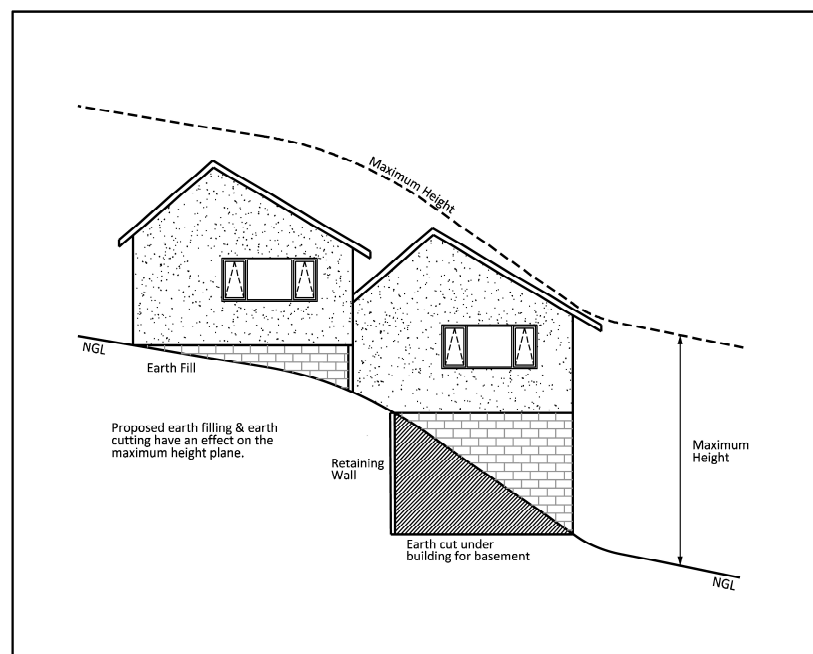 Maximum Height
NGL
Earth Fill
Proposed earth filling & earth
cutting have an effect on the
maximum height plane.
Retaining
Wall
Maximum
Height
Earth cut under
building for basement
NGL